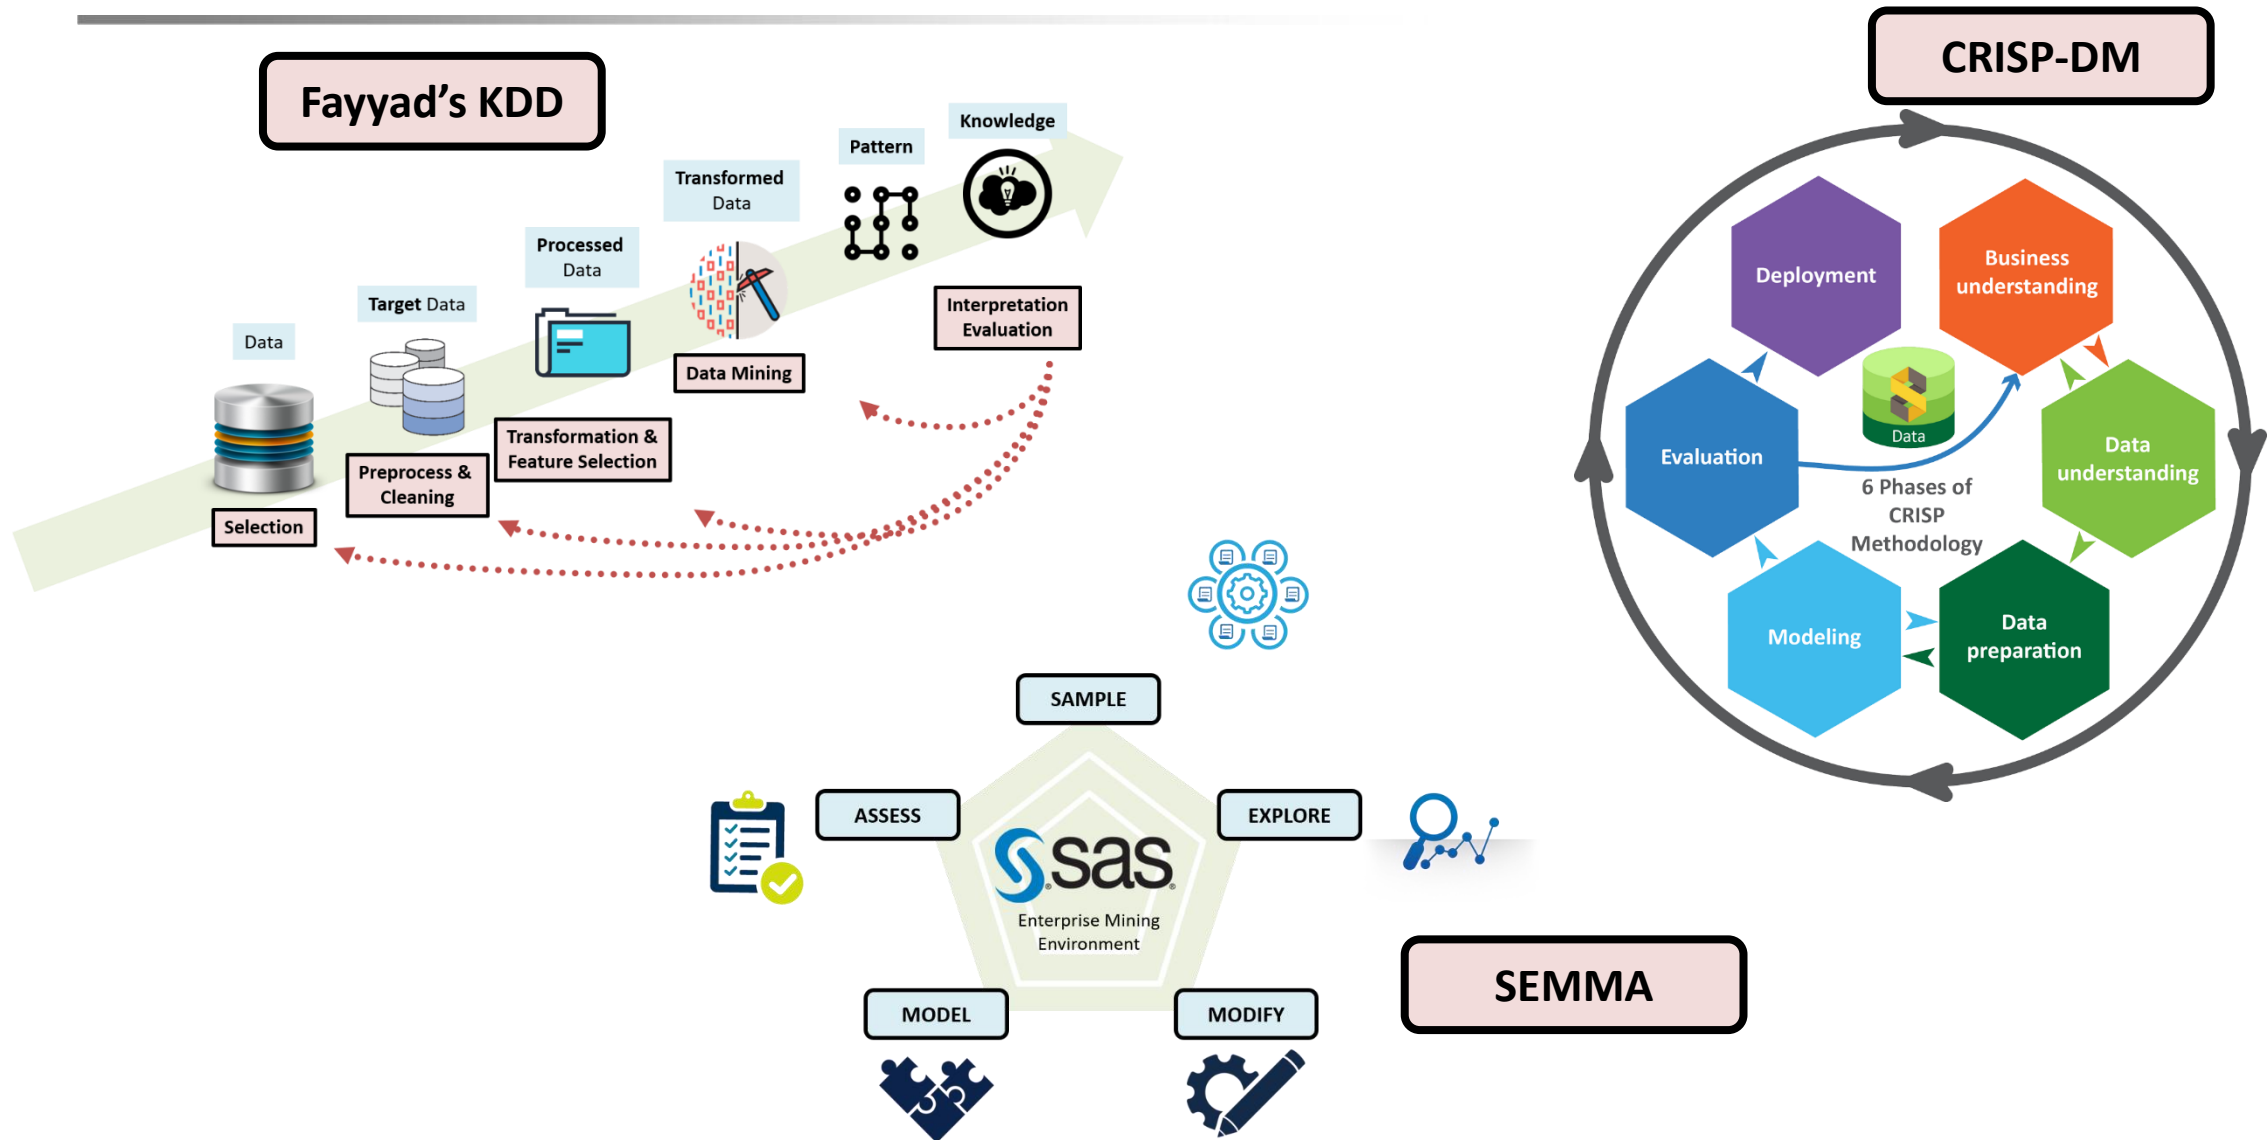 Fayyad's KDD
Knowledge
Pattern
Transformed
Data
Processed
Data
Target Data
Data
Interpretation
Evaluation
Data Mining
Transformation &
Feature Selection
Preprocess &
Cleaning
Selection
CRISP-DM
Deployment
Business
understanding
Data
understanding
Data
preparation
Modeling
Evaluation
Data
6 Phases of
CRISP
Methodology
SAMPLE
EXPLORE
MODIFY
MODEL
ASSESS
sas
Enterprise Mining
Environment
SEMMA